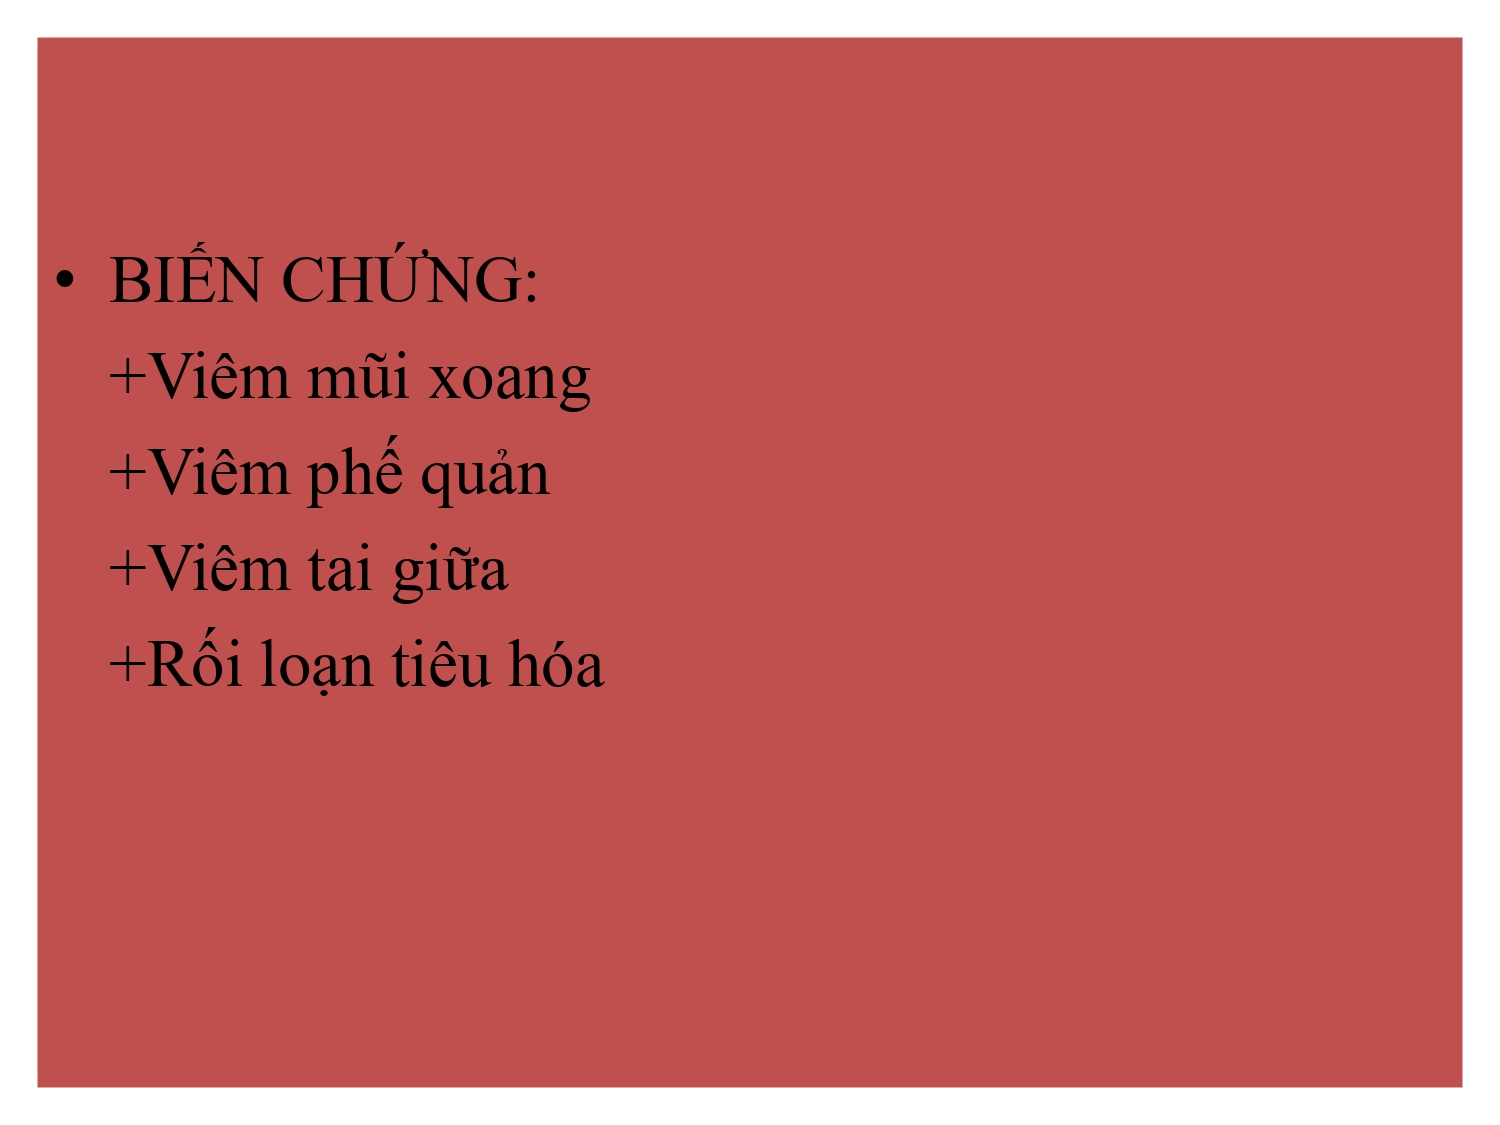 • BIẾN CHỨNG:
+Viêm mũi xoang
+Viêm phế quản
+Viêm tai giữa
+Rối loạn tiêu hóa